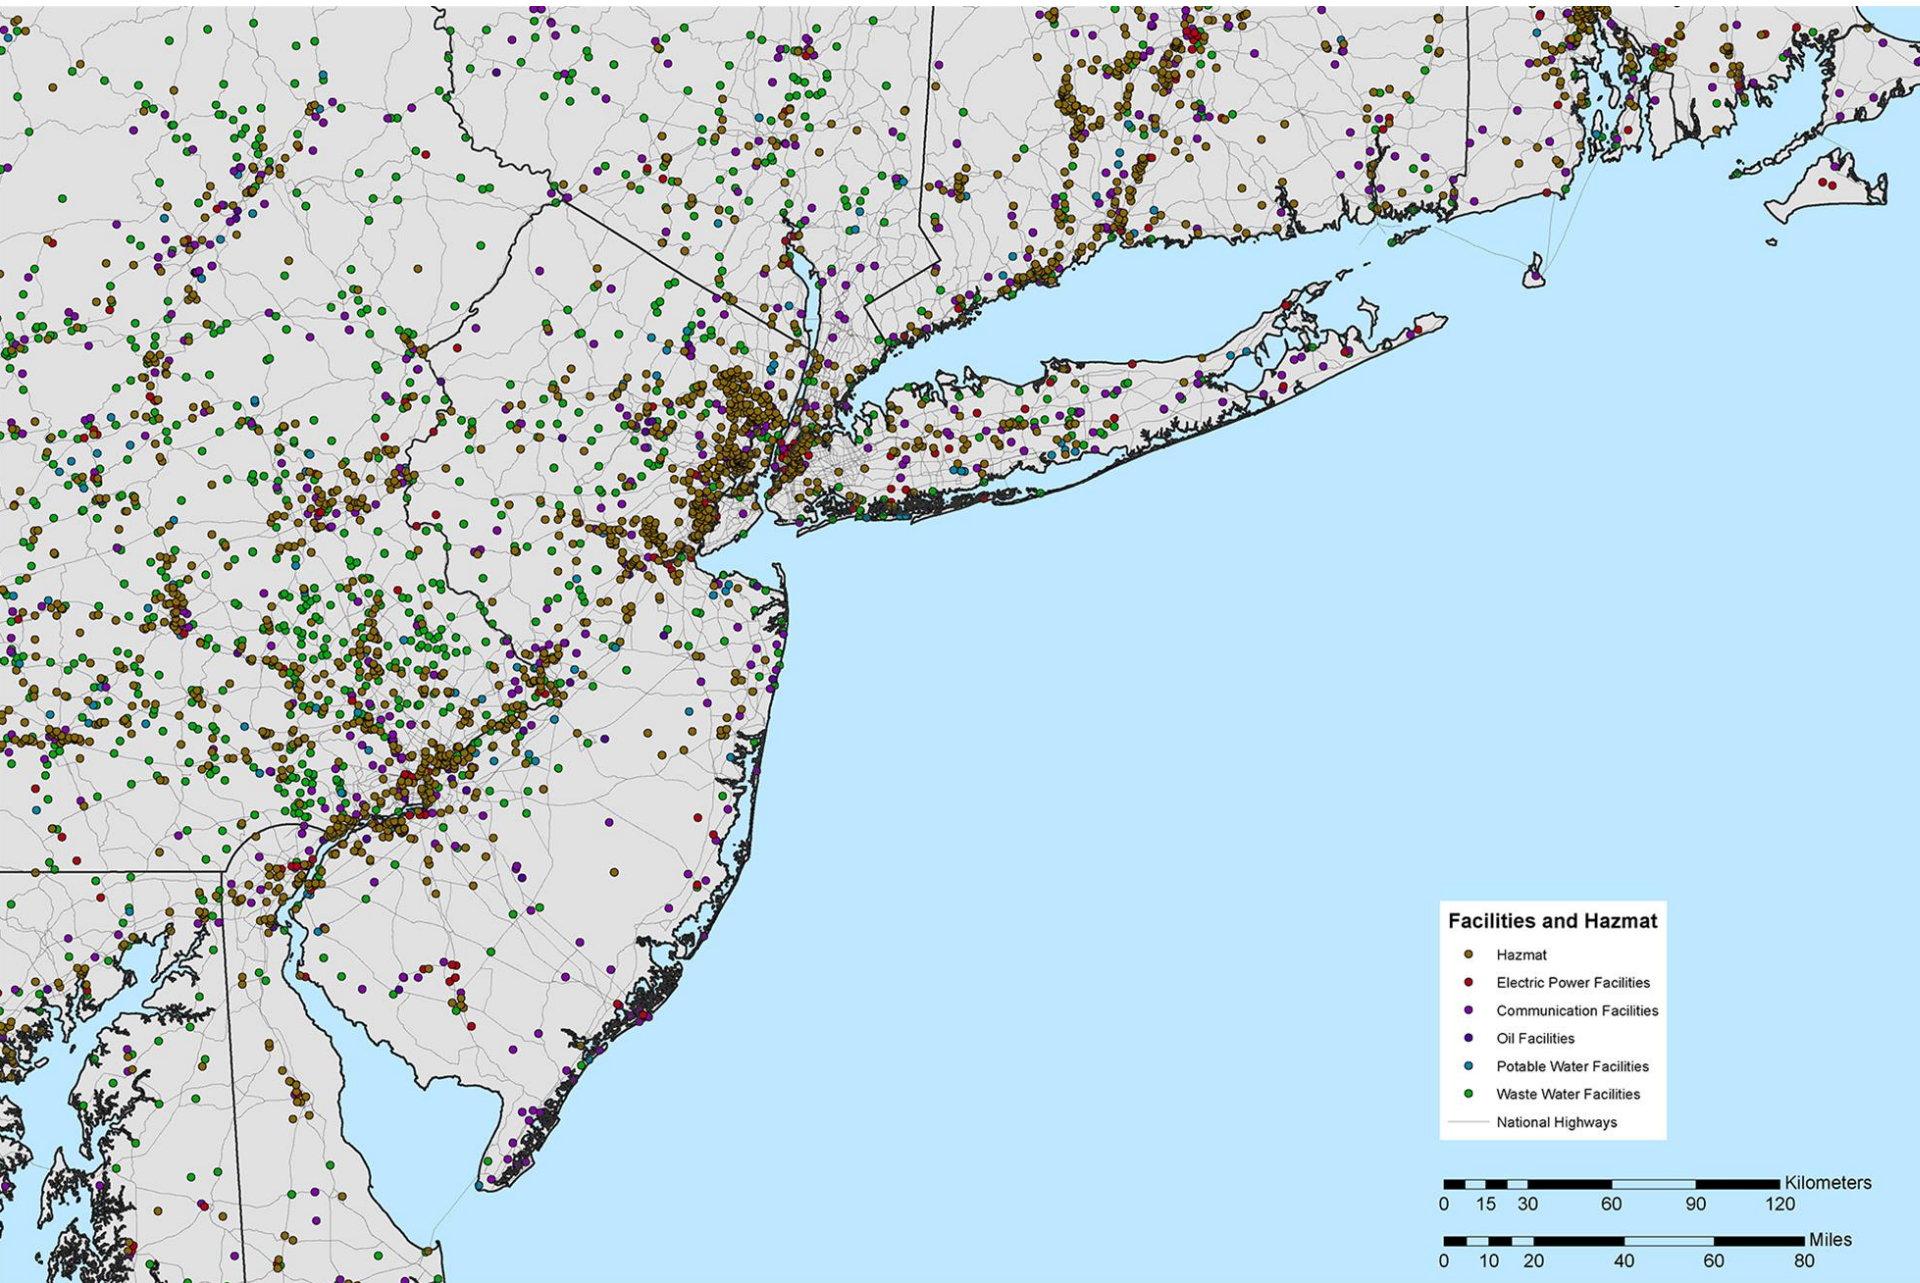 Facilities and Hazmat
Hazmat
Electric Power Facilities
Communication Facilities
Oil Facilities
Potable Water Facilities
Waste Water Facilities
National Highways
Kilometers
0 15 30 60 90 120
Miles
0 10 20 40 60 80